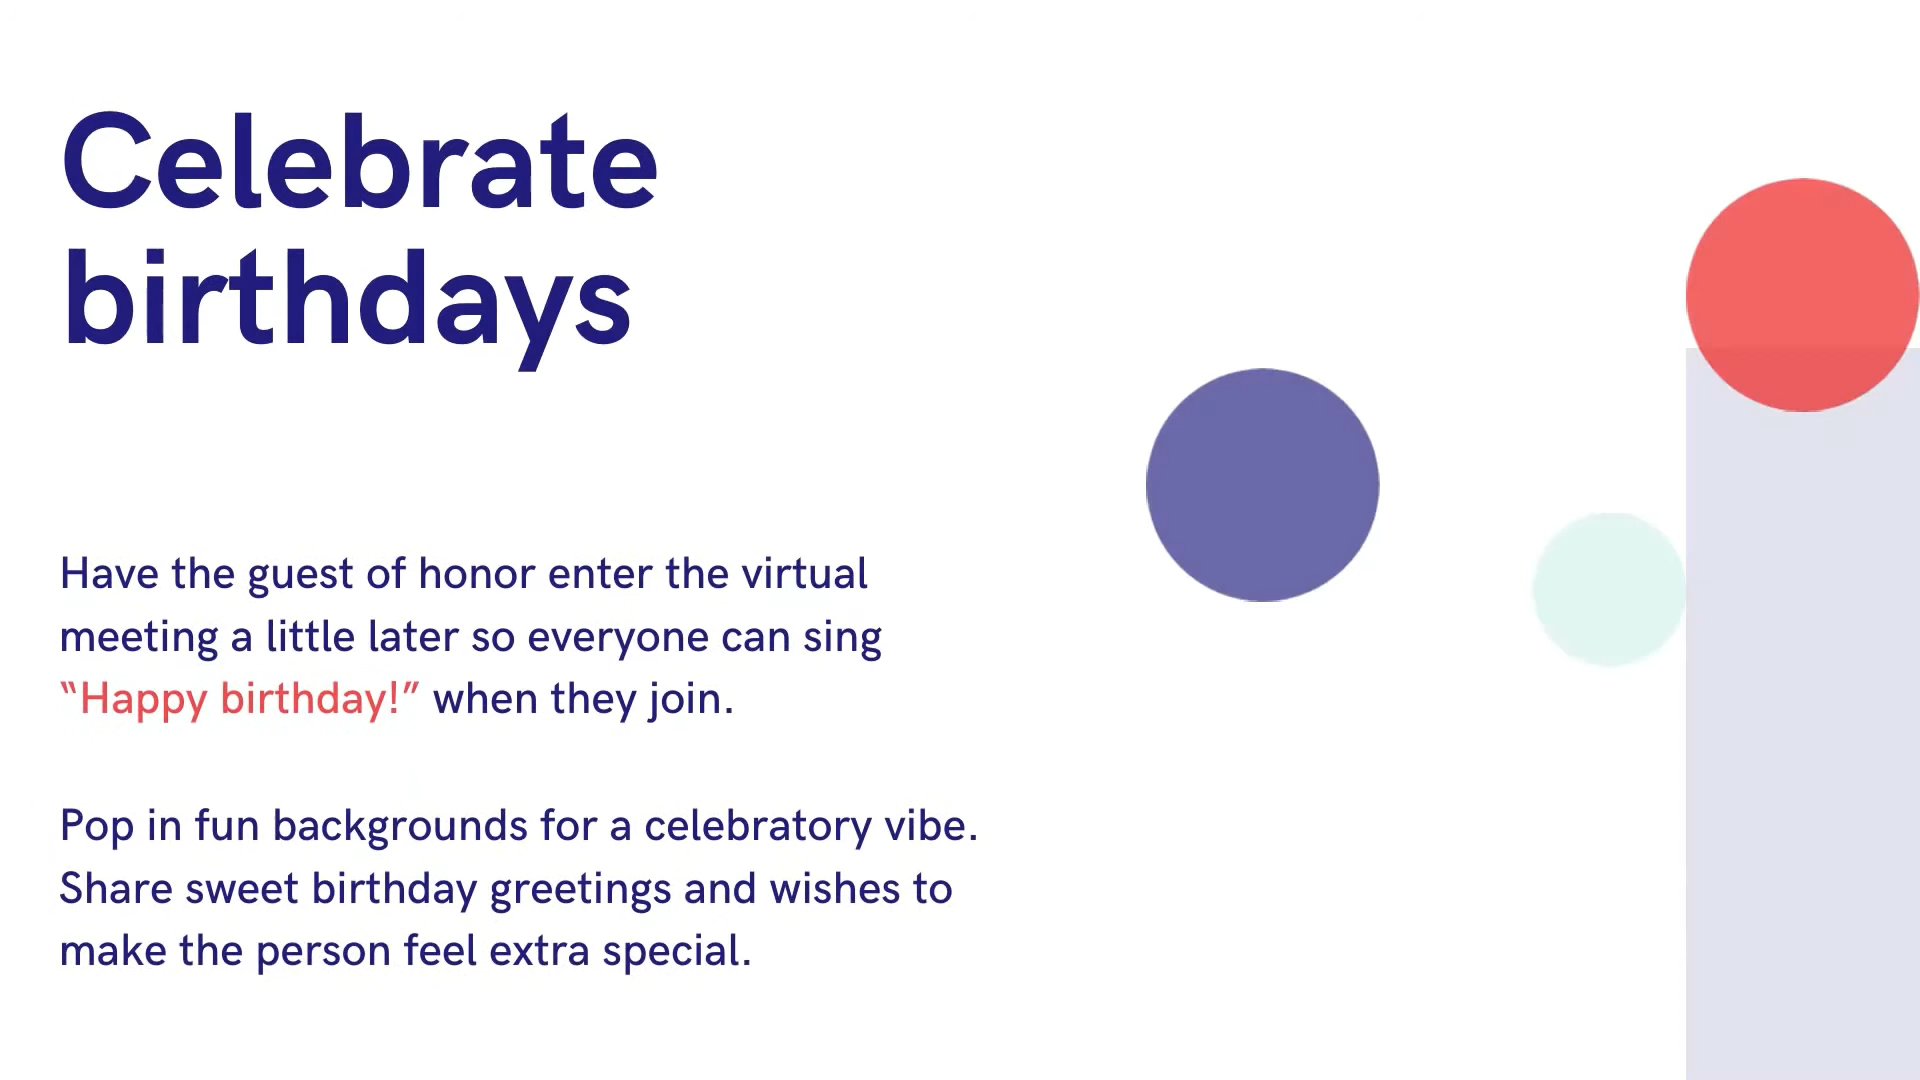 Celebrate
birthdays
Have the guest of honor enter the virtual
meeting a little later so everyone can sing
“Happy birthday!” when they join.
Pop in fun backgrounds for a celebratory vibe.
Share sweet birthday greetings and wishes to
make the person feel extra special.